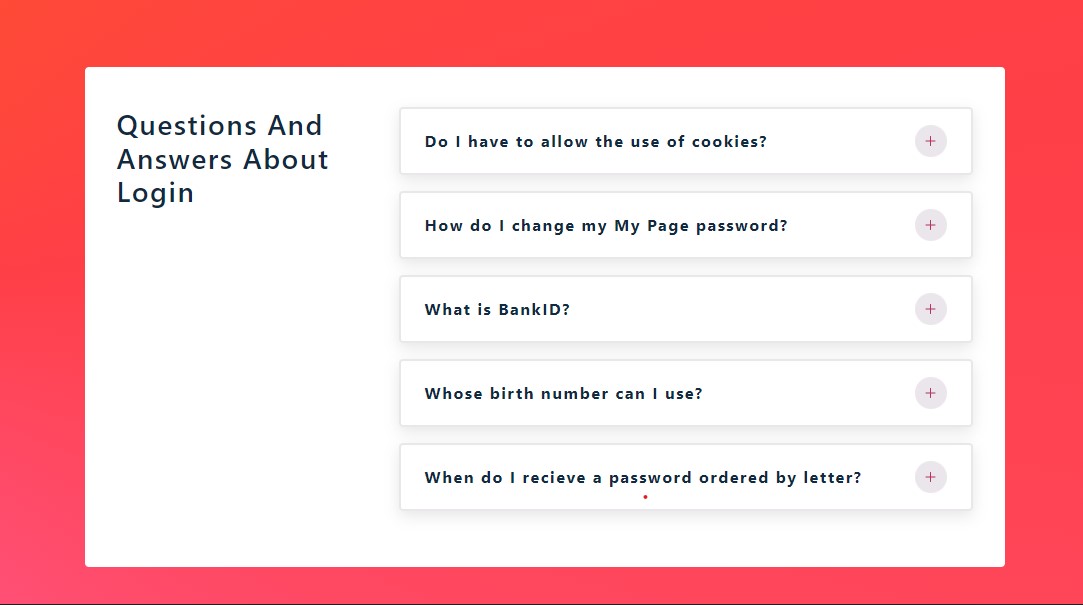 Questions And
Answers About
Login
Do I have to allow the use of cookies?
How do I change my My Page password?
What is BankID?
Whose birth number can I use?
When do I recieve a password ordered by letter?